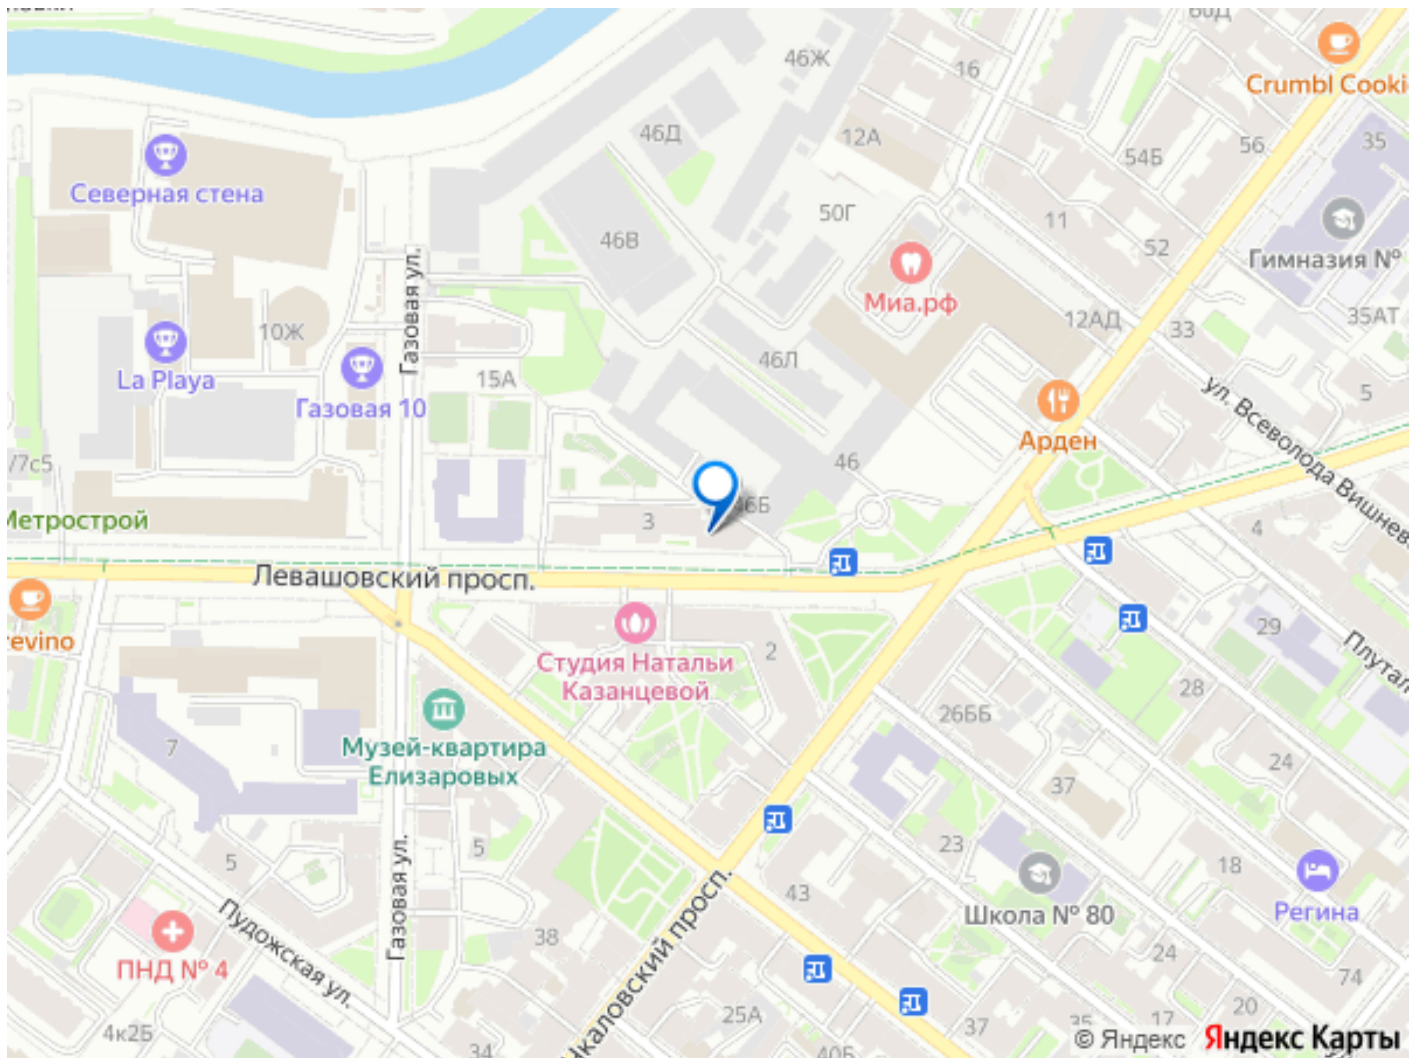 60Д
46Ж
16
Crumbl Cooki
46Д
12А
56
35
54Б
Северная стена
50Г
11
46В
52
Гимназия №
Миа.рф
Газовая ул.
12АД
33
35АТ
10Ж
46Л
La Playa
15А
5
Газовая 10
ул. Всеволода Вишневс
Арден
/7с5
46
46Б
3
Метрострой
4
Левашовский просп.
evino
29
Студия Натальи
Казанцевой
2
Плутал
28
26ББ
Музей-квартира
Елизаровых
7
24
37
5
5
23
18
Школа № 80
43
Регина
Газовая ул.
Пудожская ул.
Чкаловский просп.
ПНД № 4
38
24
74
4к2Б
25А
37
35
17
20
34
40Б
© Яндекс Яндекс Карты